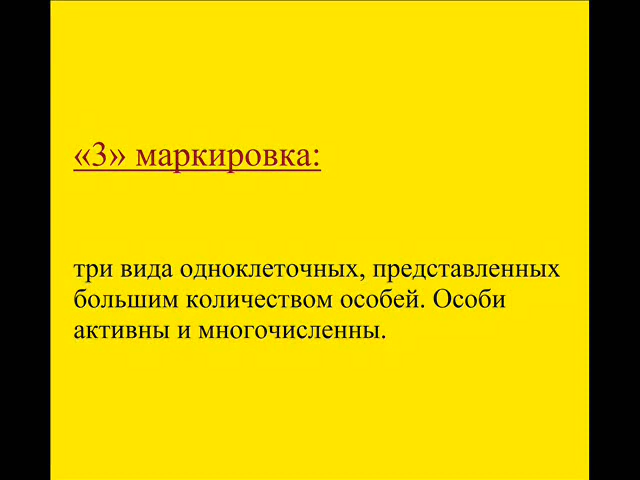 «3» маркировка:
три вида одноклеточных, представленных
большим количеством особей. Особи
активны и многочисленны.